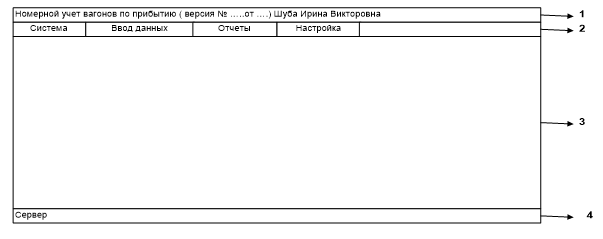 Номерной учет вагонов по прибытию ( версия № .....от ....) Шуба Ирина Викторовна 1
Система Ввод данных Отчеты Настройка 2
3
Сервер 4